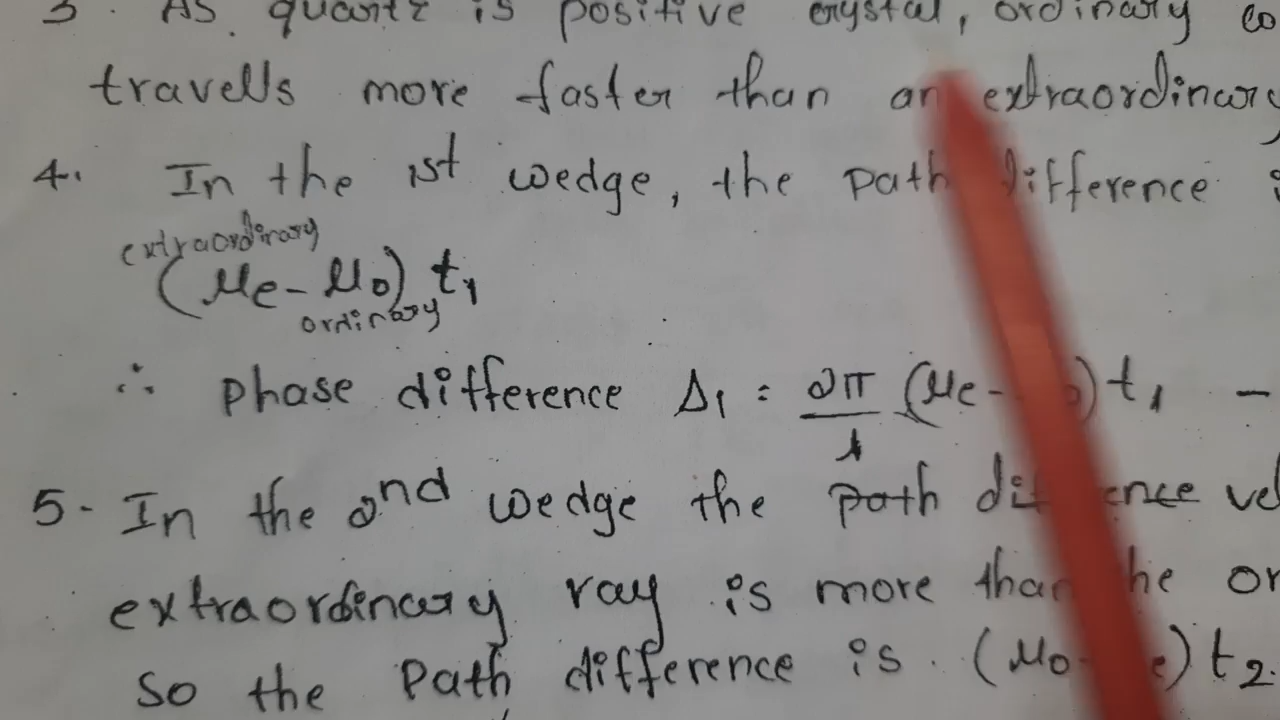 3. As quartz is positive crystal, ordinary
travells more faster than an extraordinary
4. In the 1st wedge, the path difference
extraordinary
(μe - μo) t1
ordinary
∴ phase difference Δ1 = 2π/λ (μe - ) t1 -
5. In the 2nd wedge the path difference
extraordinary ray is more than the
So the path difference is (μo - e) t2.